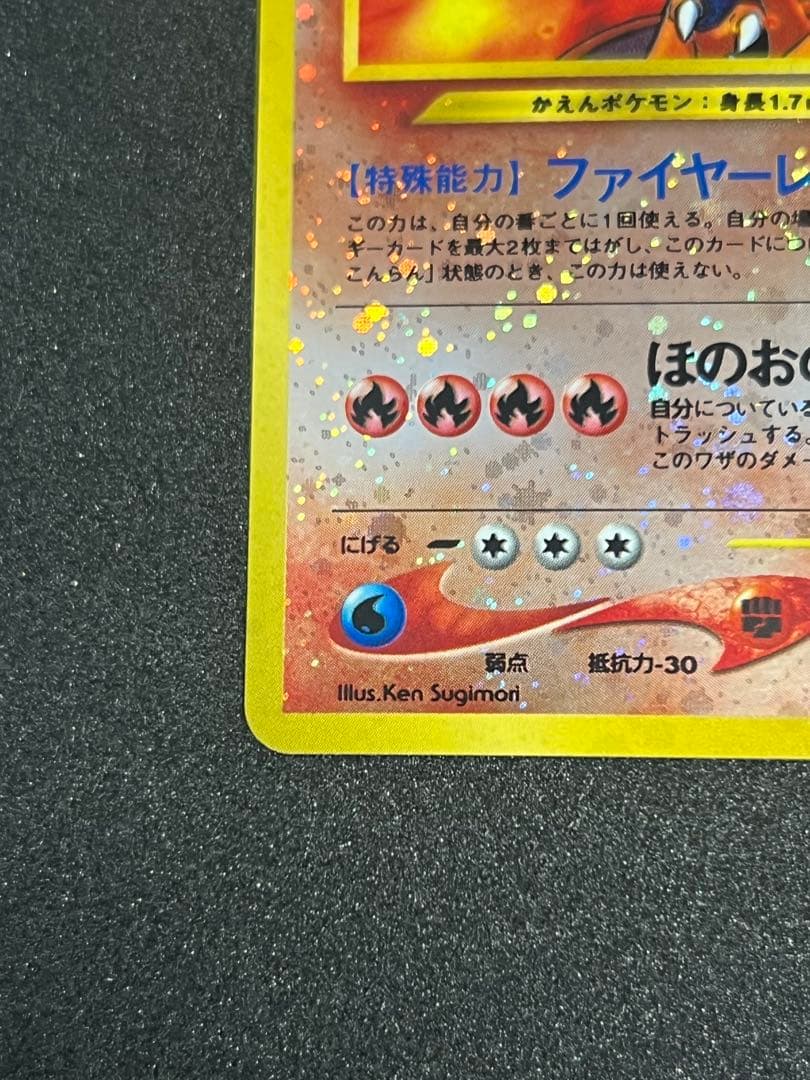 かえんポケモン：身長1.7
【特殊能力】ファイヤーレ
この力は、自分の番ごとに1回使える。自分の場
ギーカードを最大2枚まではがし、このカードにつ
こんらん」状態のとき、この力は使えない。
ほのおの
自分についている
トラッシュする。
このワザのダメー
にげる
弱点 抵抗力-30
Illus.Ken Sugimori